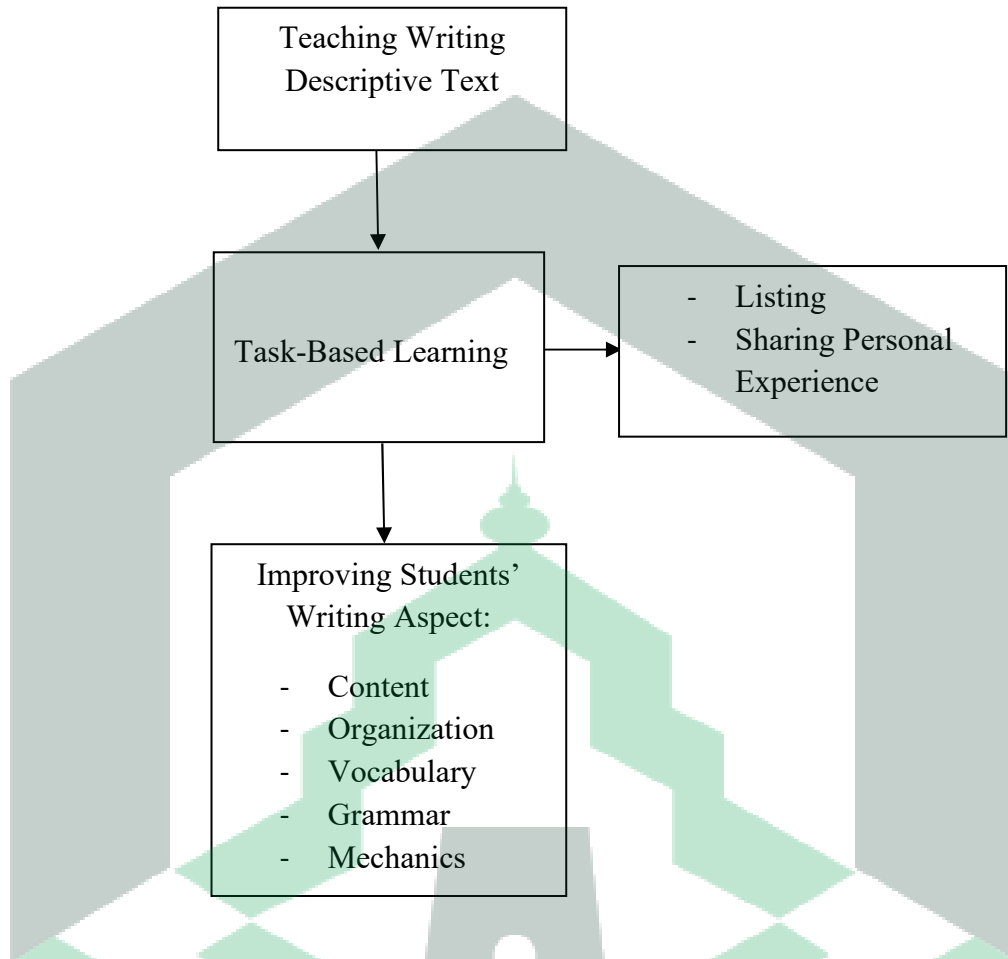 Teaching Writing
Descriptive Text
Task-Based Learning
- Listing
- Sharing Personal
Experience
Improving Students’
Writing Aspect:
- Content
- Organization
- Vocabulary
- Grammar
- Mechanics